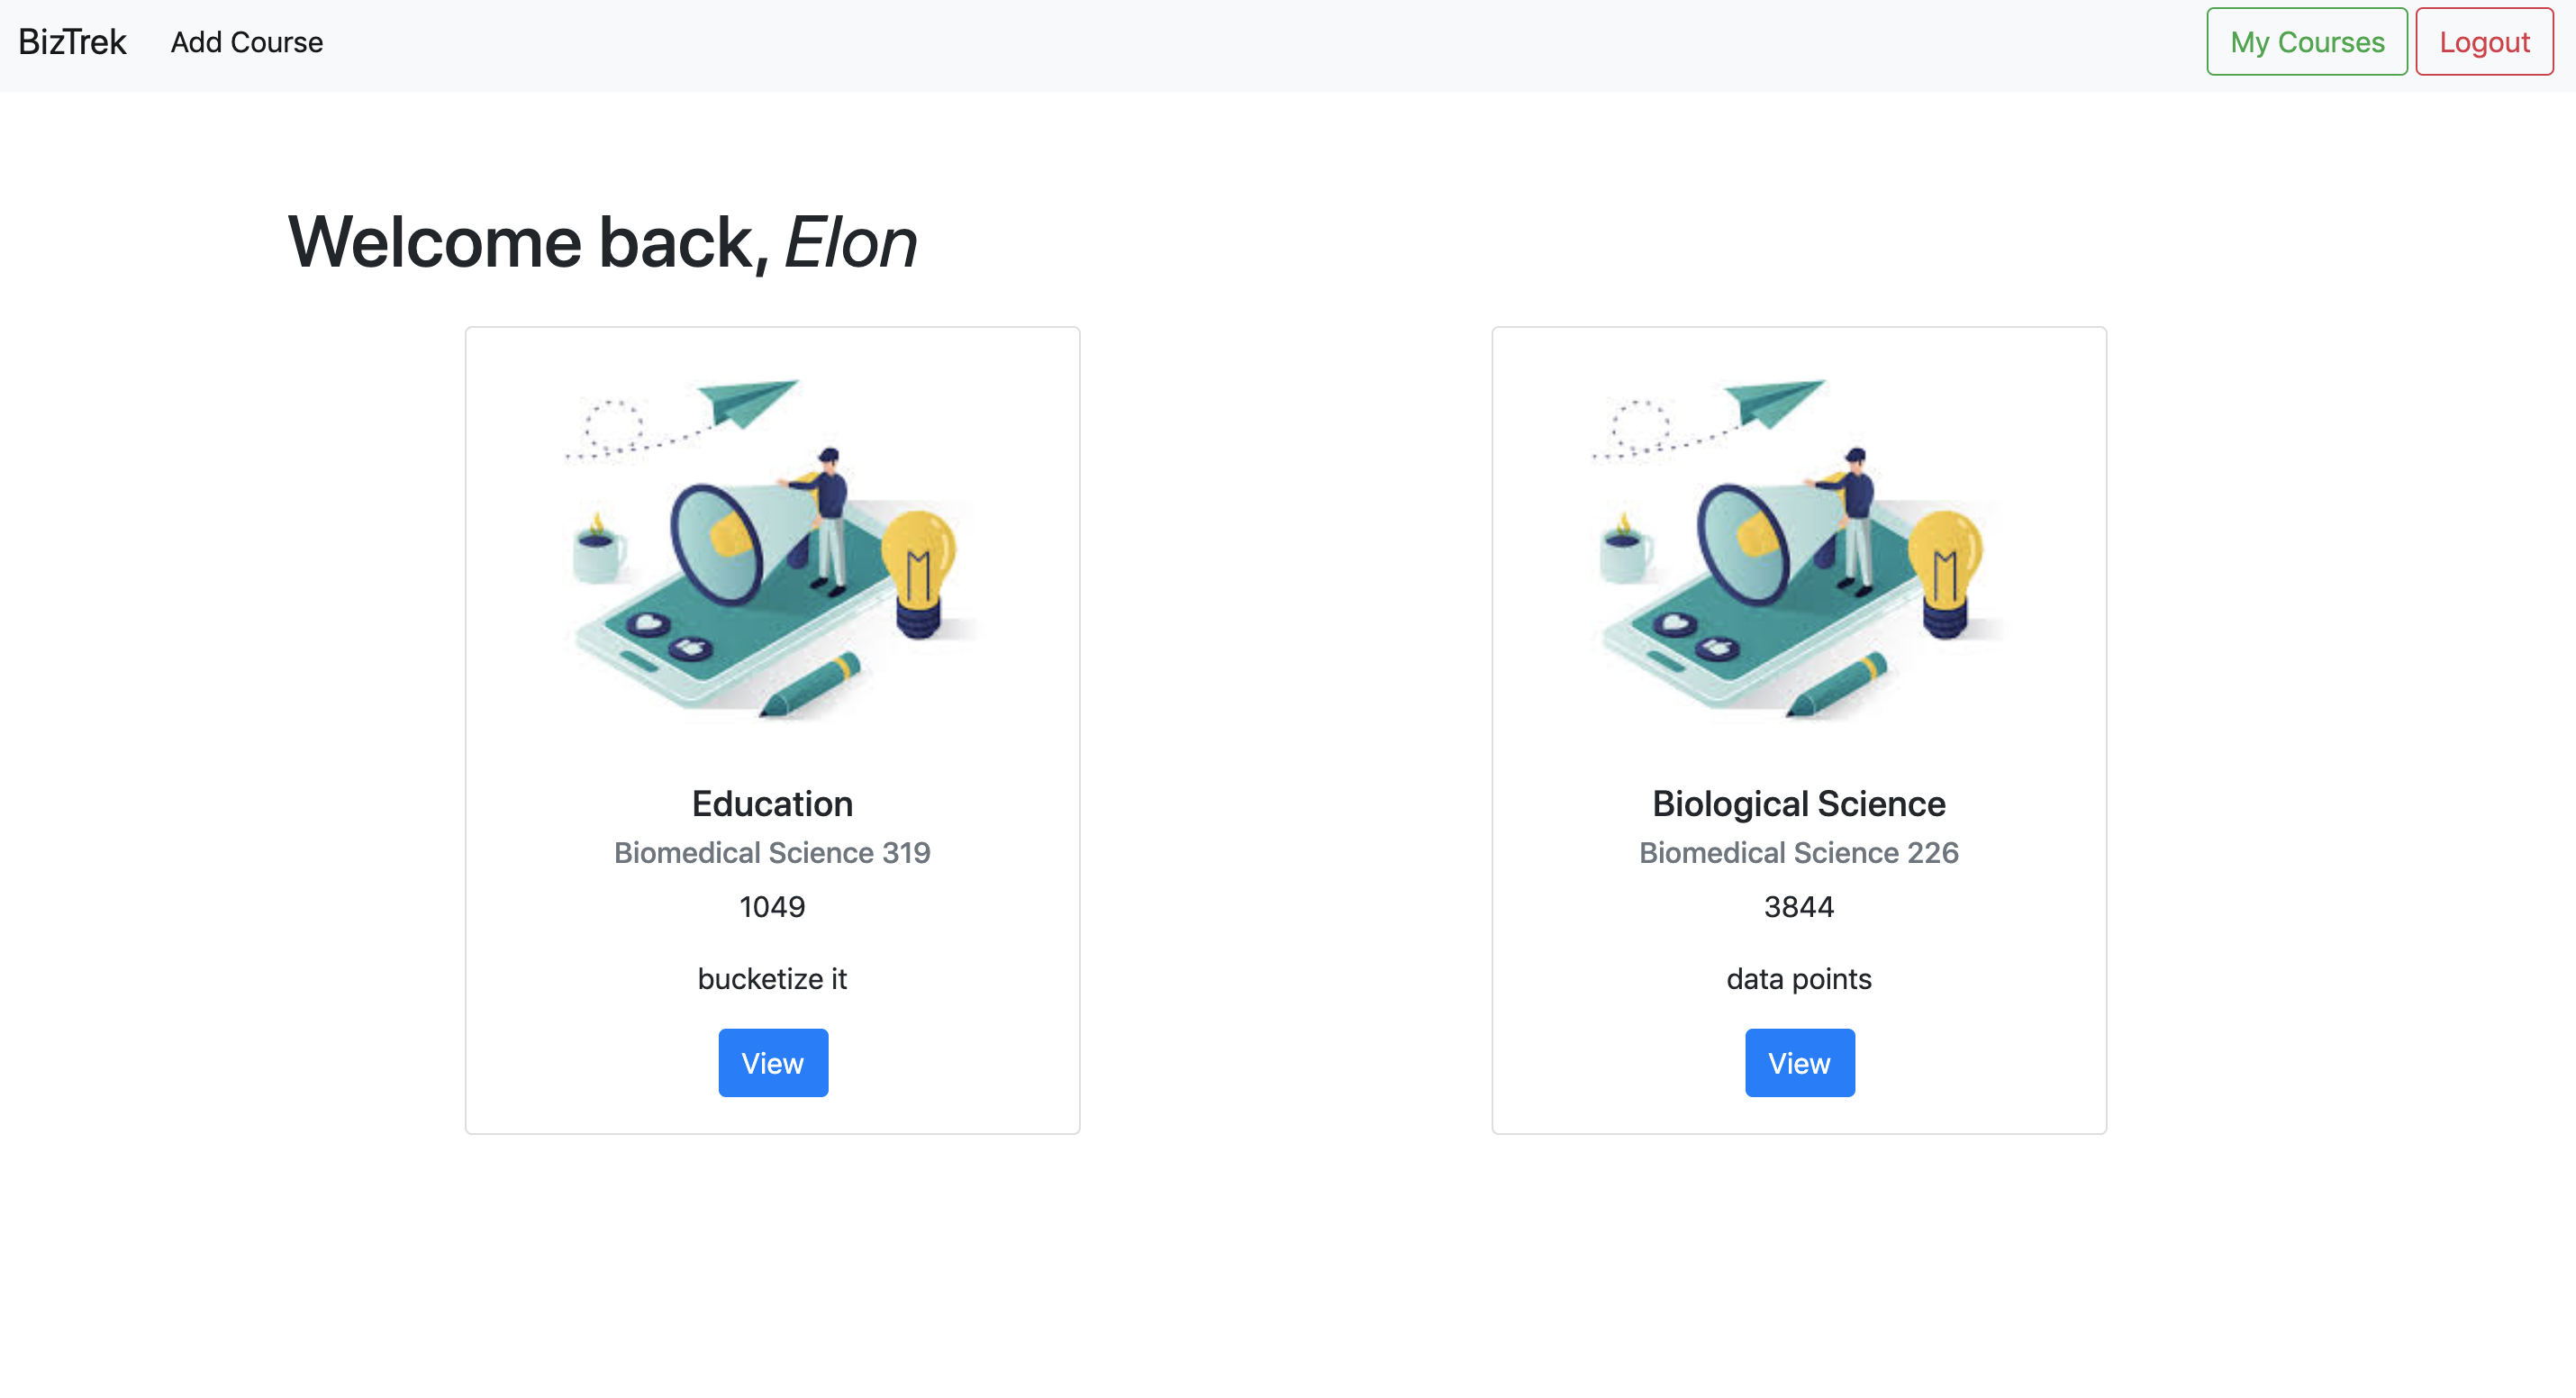 BizTrek Add Course My Courses Logout
Welcome back, Elon
Education
Biomedical Science 319
1049
bucketize it
View
Biological Science
Biomedical Science 226
3844
data points
View